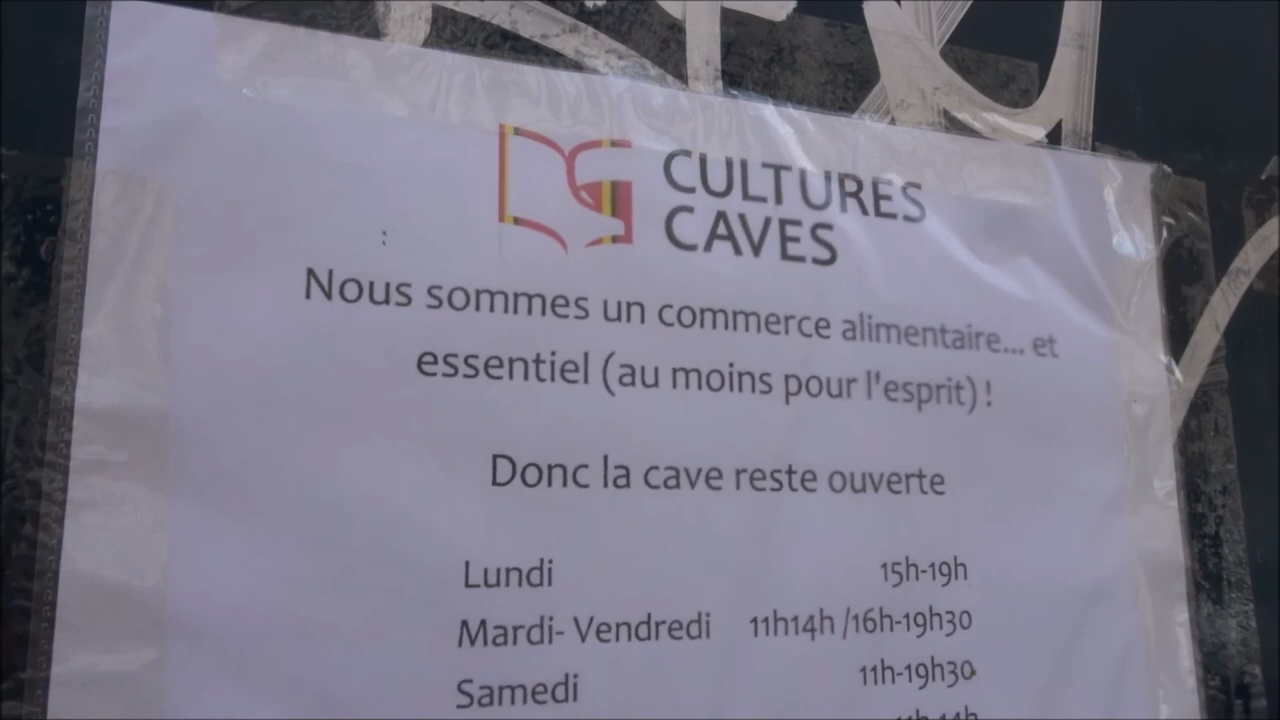 CULTURES
CAVES
Nous sommes un commerce alimentaire... et
essentiel (au moins pour l'esprit) !
Donc la cave reste ouverte
Lundi 15h-19h
Mardi- Vendredi 11h14h /16h-19h30
Samedi 11h-19h30